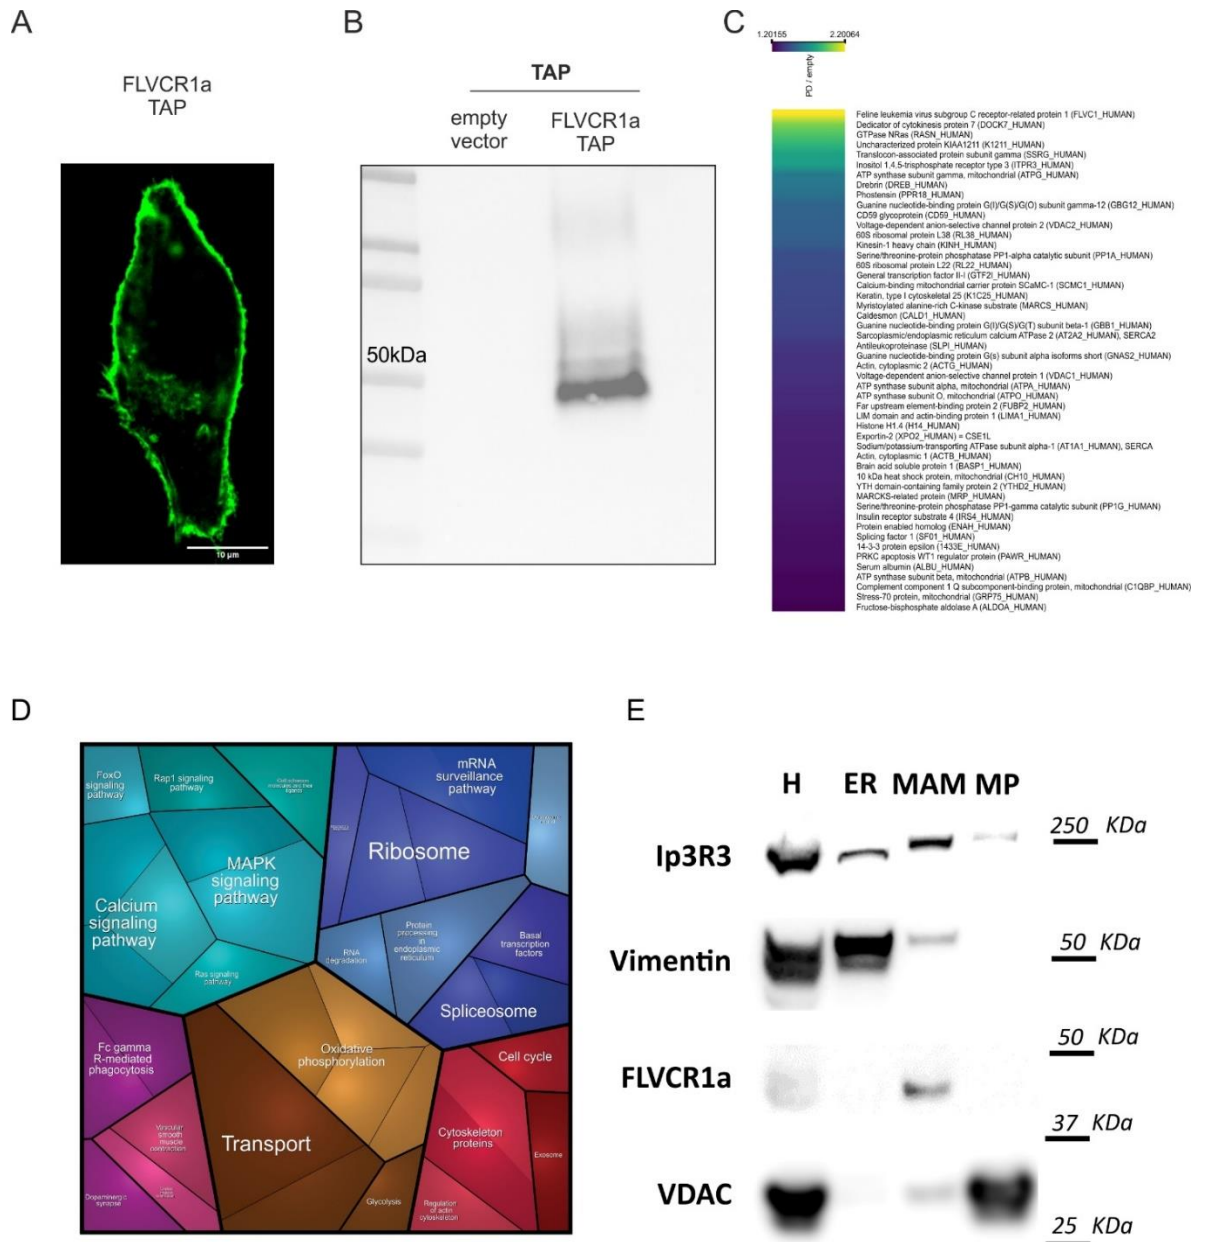 A
FLVCR1a
TAP
10 µm
B
TAP
empty
vector
FLVCR1a
TAP
50kDa
C
1.20155
2.20064
PD / empty
Feline leukemia virus subgroup C receptor-related protein 1 (FLVC1_HUMAN)
Dedicator of cytokinesis protein 7 (DOCK7_HUMAN)
GTPase NRas (RASN_HUMAN)
Uncharacterized protein KIAA1211 (K1211_HUMAN)
Translocon-associated protein subunit gamma (SSRG_HUMAN)
Inositol 1,4,5-trisphosphate receptor type 3 (ITPR3_HUMAN)
ATP synthase subunit gamma, mitochondrial (ATPG_HUMAN)
Drebrin (DREB_HUMAN)
Phostensin (PPR18_HUMAN)
Guanine nucleotide-binding protein G(I)/G(S)/G(O) subunit gamma-12 (GBG12_HUMAN)
CD59 glycoprotein (CD59_HUMAN)
Voltage-dependent anion-selective channel protein 2 (VDAC2_HUMAN)
60S ribosomal protein L38 (RL38_HUMAN)
Kinesin-1 heavy chain (KINH_HUMAN)
Serine/threonine-protein phosphatase PP1-alpha catalytic subunit (PP1A_HUMAN)
60S ribosomal protein L22 (RL22_HUMAN)
General transcription factor II-I (GTF2I_HUMAN)
Calcium-binding mitochondrial carrier protein SCaMC-1 (SCMC1_HUMAN)
Keratin, type I cytoskeletal 25 (K1C25_HUMAN)
Myristoylated alanine-rich C-kinase substrate (MARCS_HUMAN)
Caldesmon (CALD1_HUMAN)
Guanine nucleotide-binding protein G(I)/G(S)/G(T) subunit beta-1 (GBB1_HUMAN)
Sarcoplasmic/endoplasmic reticulum calcium ATPase 2 (AT2A2_HUMAN), SERCA2
Antileukoproteinase (SLPI_HUMAN)
Guanine nucleotide-binding protein G(s) subunit alpha isoforms short (GNAS2_HUMAN)
Actin, cytoplasmic 2 (ACTG_HUMAN)
Voltage-dependent anion-selective channel protein 1 (VDAC1_HUMAN)
ATP synthase subunit alpha, mitochondrial (ATPA_HUMAN)
ATP synthase subunit O, mitochondrial (ATPO_HUMAN)
Far upstream element-binding protein 2 (FUBP2_HUMAN)
LIM domain and actin-binding protein 1 (LIMA1_HUMAN)
Histone H1.4 (H14_HUMAN)
Exportin-2 (XPO2_HUMAN) = CSE1L
Sodium/potassium-transporting ATPase subunit alpha-1 (AT1A1_HUMAN), SERCA
Actin, cytoplasmic 1 (ACTB_HUMAN)
Brain acid soluble protein 1 (BASP1_HUMAN)
10 kDa heat shock protein, mitochondrial (CH10_HUMAN)
YTH domain-containing family protein 2 (YTHD2_HUMAN)
MARCKS-related protein (MRP_HUMAN)
Serine/threonine-protein phosphatase PP1-gamma catalytic subunit (PP1G_HUMAN)
Insulin receptor substrate 4 (IRS4_HUMAN)
Protein enabled homolog (ENAH_HUMAN)
Splicing factor 1 (SF01_HUMAN)
14-3-3 protein epsilon (1433E_HUMAN)
PRKC apoptosis WT1 regulator protein (PAWR_HUMAN)
Serum albumin (ALBU_HUMAN)
ATP synthase subunit beta, mitochondrial (ATPB_HUMAN)
Complement component 1 Q subcomponent-binding protein, mitochondrial (C1QBP_HUMAN)
Stress-70 protein, mitochondrial (GRP75_HUMAN)
Fructose-bisphosphate aldolase A (ALDOA_HUMAN)
D
FoxO
signaling
pathway
Rap1 signaling
pathway
Cell adhesion
molecules and their
ligands
MAPK
signaling
pathway
Calcium
signaling
pathway
Ras signaling
pathway
mRNA
surveillance
pathway
Ribosome
RNA
degradation
Protein
processing
in
endoplasmic
reticulum
Basal
transcription
factors
Spliceosome
Fc gamma
R-mediated
phagocytosis
Vascular
smooth
muscle
contraction
Dopaminergic
synapse
Oxidative
phosphorylation
Transport
Glycolysis
Cell cycle
Cytoskeleton
proteins
Exosome
Regulation
of actin
cytoskeleton
E
H ER MAM MP
Ip3R3
250 KDa
Vimentin
50 KDa
FLVCR1a
50 KDa
37 KDa
VDAC
25 KDa